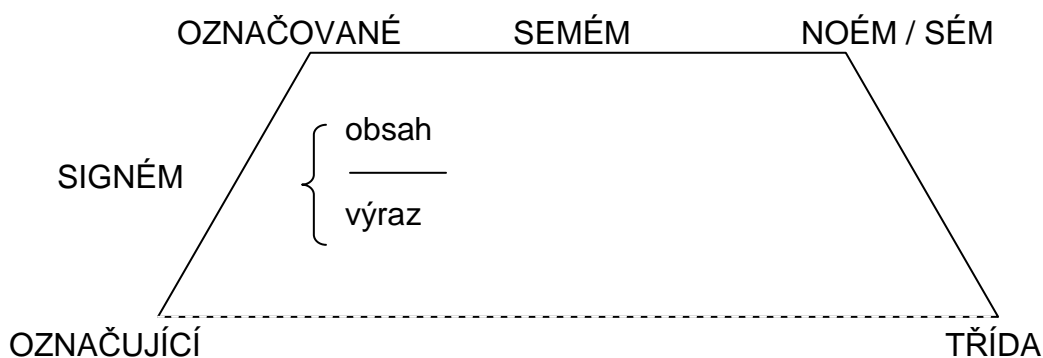 OZNAČOVANÉ SEMÉM NOÉM / SÉM
obsah
SIGNÉM
výraz
OZNAČUJÍCÍ TŘÍDA